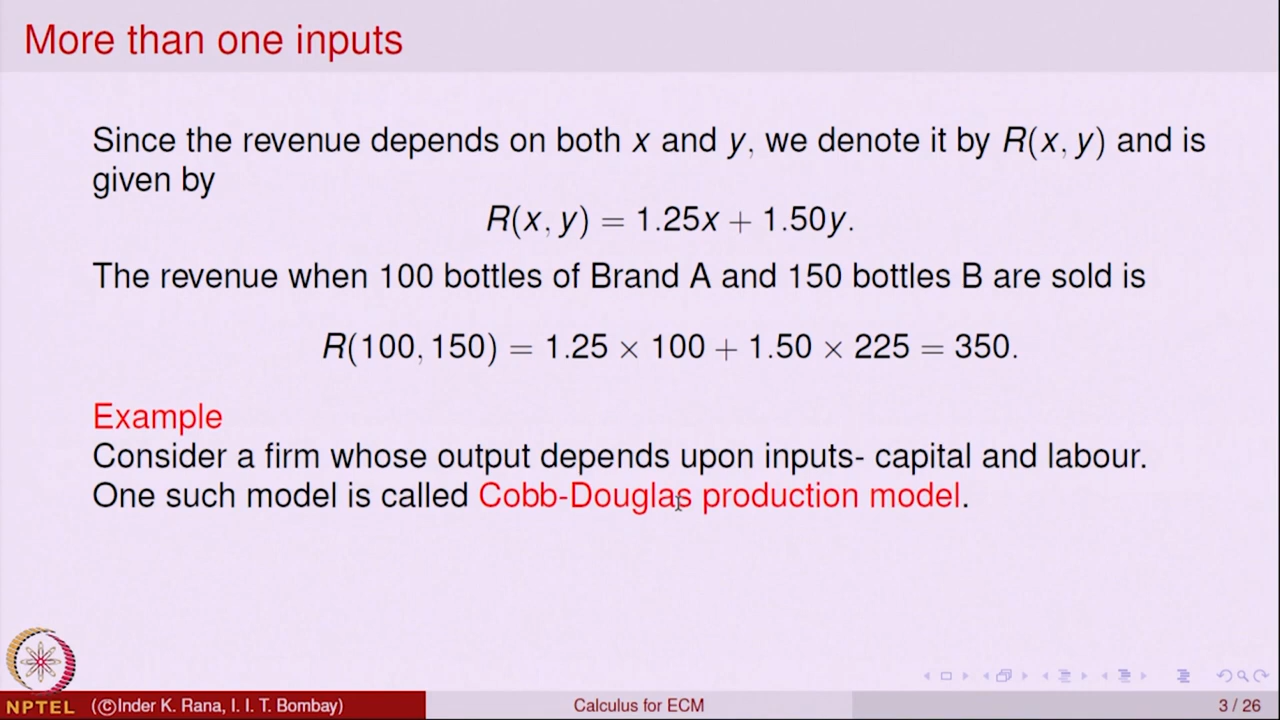 More than one inputs
Since the revenue depends on both x and y, we denote it by R(x, y) and is
given by
R(x, y) = 1.25x + 1.50y.
The revenue when 100 bottles of Brand A and 150 bottles B are sold is
R(100, 150) = 1.25 × 100 + 1.50 × 225 = 350.
Example
Consider a firm whose output depends upon inputs- capital and labour.
One such model is called Cobb-Douglas production model.
NPTEL (©Inder K. Rana, I. I. T. Bombay) Calculus for ECM 3 / 26